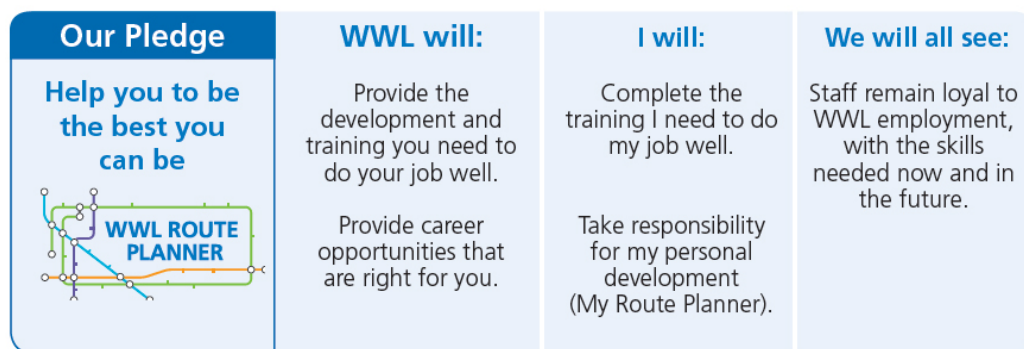 Our Pledge
Help you to be
the best you
can be
WWL ROUTE
PLANNER
WWL will:
Provide the
development and
training you need to
do your job well.
Provide career
opportunities that
are right for you.
I will:
Complete the
training I need to do
my job well.
Take responsibility
for my personal
development
(My Route Planner).
We will all see:
Staff remain loyal to
WWL employment,
with the skills
needed now and in
the future.